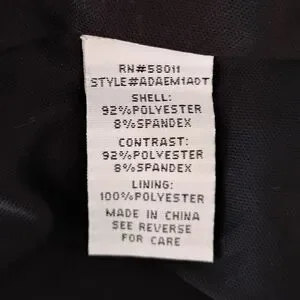 RN#58011
STYLE#ADAEM1ADT
SHELL:
92%POLYESTER
8%SPANDEX
CONTRAST:
92%POLYESTER
8%SPANDEX
LINING:
100%POLYESTER
MADE IN CHINA
SEE REVERSE
FOR CARE